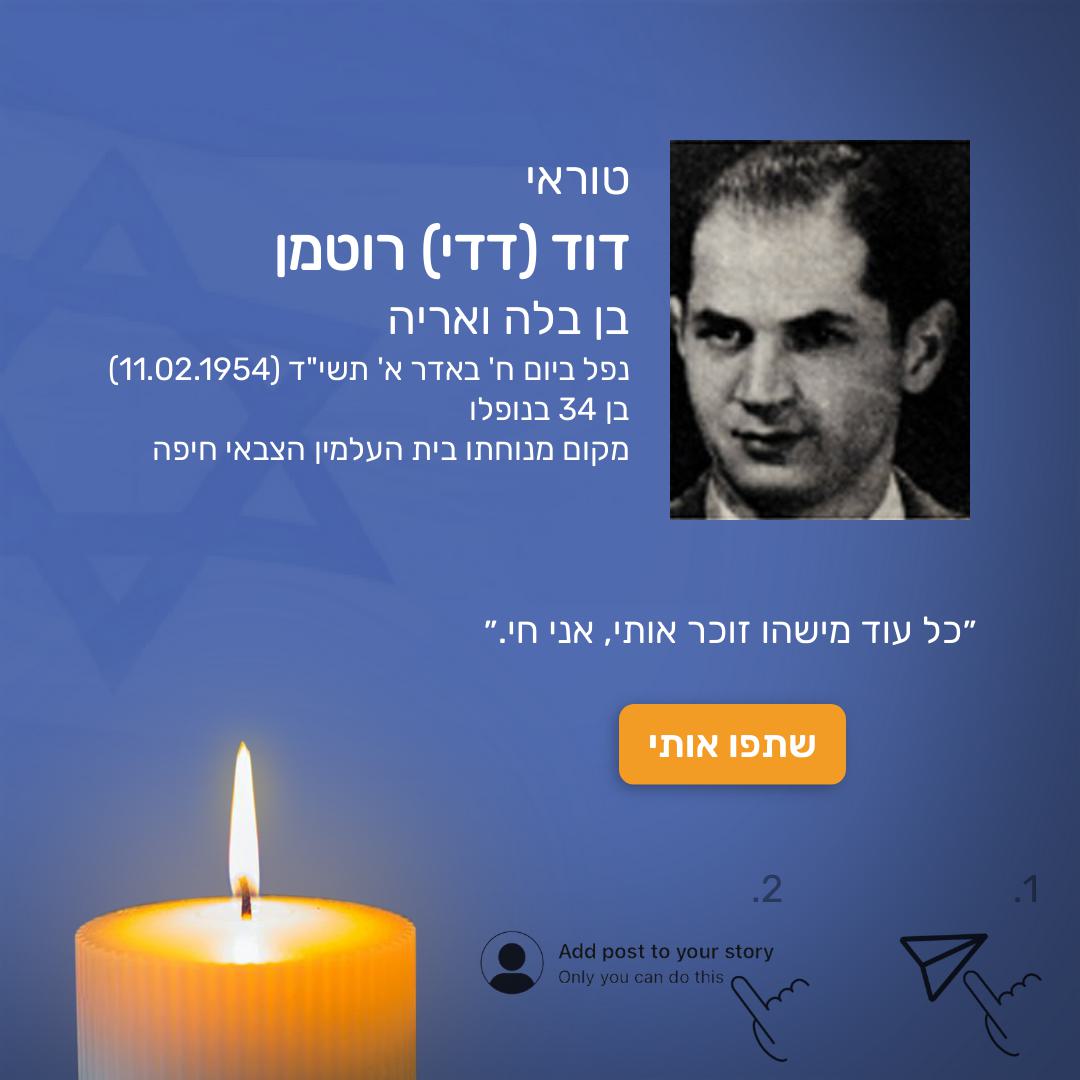 טוראי
דוד (דדי) רוטמן
בן בלה ואריה
נפל ביום ח' באדר א' תשי"ד (11.02.1954)
בן 34 בנופלו
מקום מנוחתו בית העלמין הצבאי חיפה
״כל עוד מישהו זוכר אותי, אני חי.״
שתפו אותי
1.
2.
Add post to your story
Only you can do this